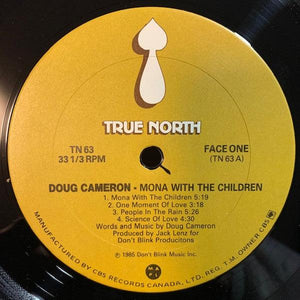 TRUE NORTH
TN 63
33 1/3 RPM
FACE ONE
(TN 63 A)
DOUG CAMERON - MONA WITH THE CHILDREN
1. Mona With The Children 5:19
2. One Moment Of Love 3:18
3. People In The Rain 5:26
4. Science Of Love 4:30
Words and Music by Doug Cameron
Produced by Jack Lenz for
Don't Blink Producitons
© 1985 Don't Blink Music Inc.
MANUFACTURED BY CBS RECORDS CANADA, LTD. REG. T.M. OWNER CBS